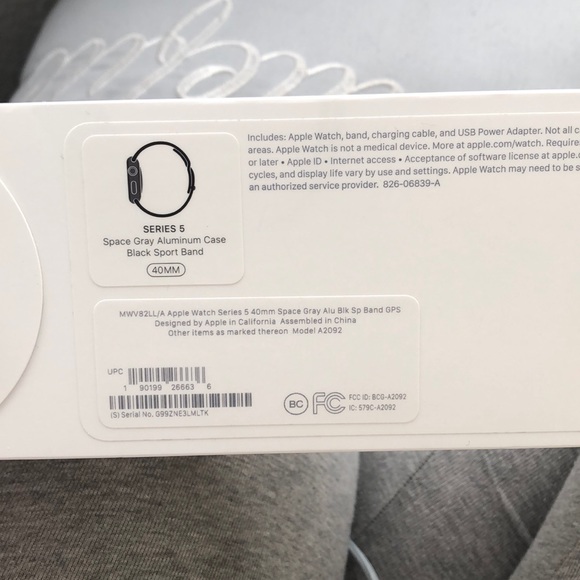 Includes: Apple Watch, band, charging cable, and USB Power Adapter. Not all
areas. Apple Watch is not a medical device. More at apple.com/watch. Requires
or later • Apple ID • Internet access • Acceptance of software license at apple.
cycles, and display life vary by use and settings. Apple Watch may need to be
an authorized service provider. 826-06839-A
SERIES 5
Space Gray Aluminum Case
Black Sport Band
40MM
MWV82LL/A Apple Watch Series 5 40mm Space Gray Alu Blk Sp Band GPS
Designed by Apple in California Assembled in China
Other items as marked thereon Model A2092
UPC
1 90199 26663 6
(S) Serial No. G99ZNE3LMLTK
BC FC FCC ID: BCG-A2092
IC: 579C-A2092